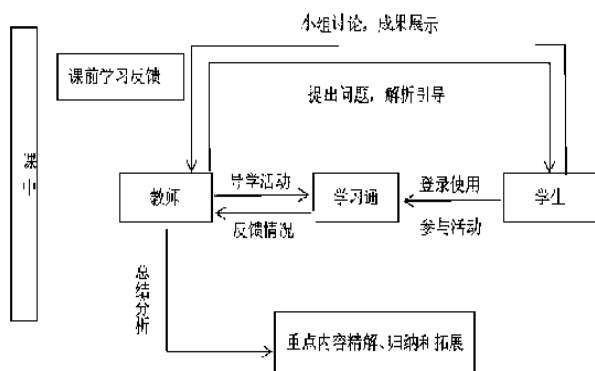 小组讨论，成果展示
课前学习反馈
提出问题，解析引导
课中
教师
导学活动
学习通
登录使用
学生
反馈情况
参与活动
总结分析
重点内容精解、归纳和拓展